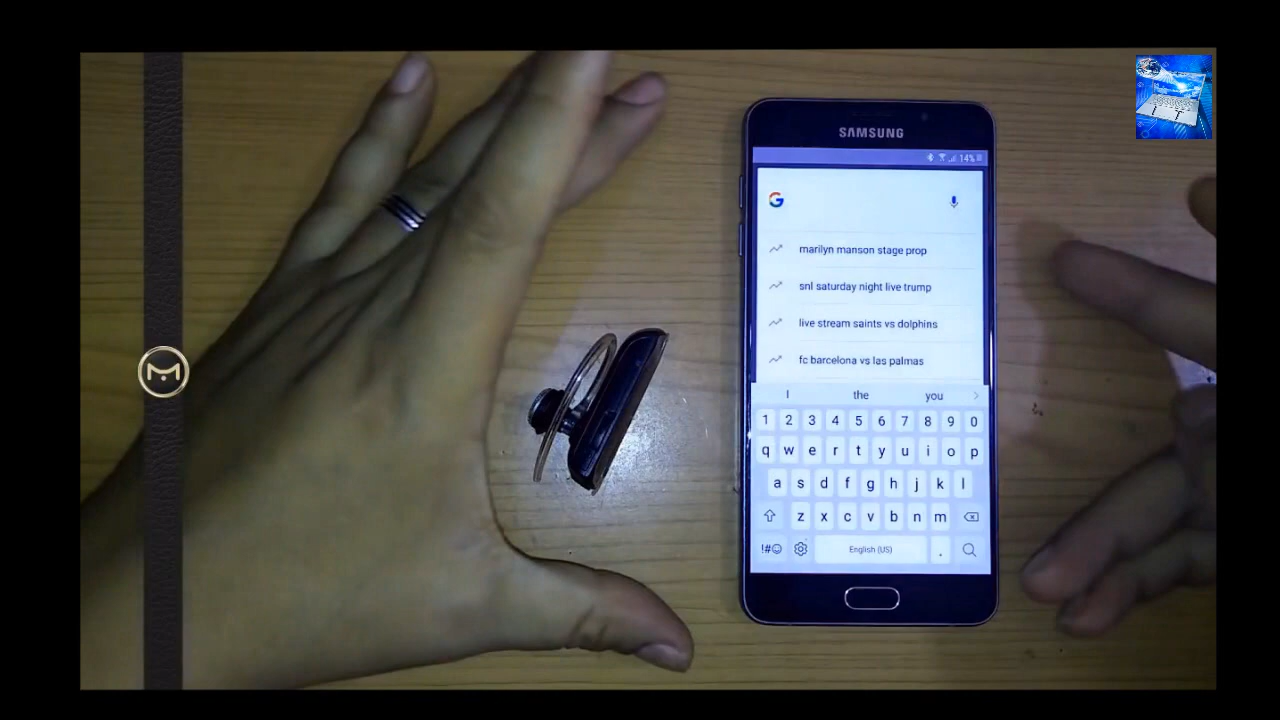 SAMSUNG
14%
G
marilyn manson stage prop
snl saturday night live trump
live stream saints vs dolphins
fc barcelona vs las palmas
I the you
1 2 3 4 5 6 7 8 9 0
q w e r t y u i o p
a s d f g h j k l
z x c v b n m
!#☺ English (US) .